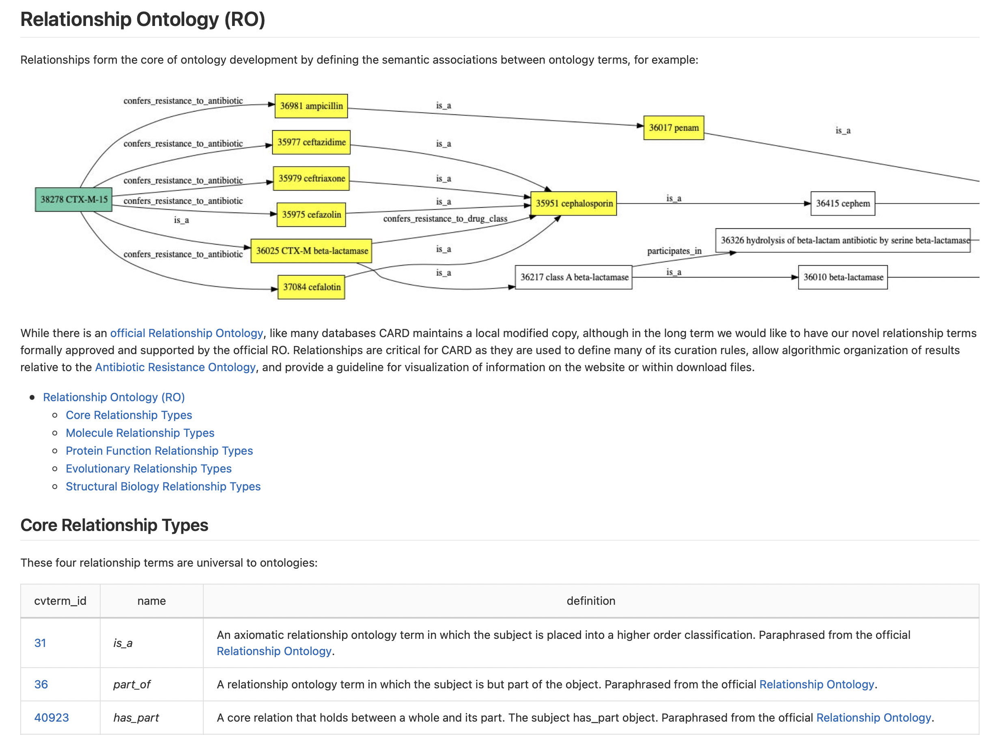 Relationship Ontology (RO)
Relationships form the core of ontology development by defining the semantic associations between ontology terms, for example:
confers_resistance_to_antibiotic
36981 ampicillin
is_a
36017 penam
is_a
confers_resistance_to_antibiotic
35977 ceftazidime
is_a
confers_resistance_to_antibiotic
35979 ceftriaxone
is_a
38278 CTX-M-15
confers_resistance_to_antibiotic
35975 cefazolin
is_a
35951 cephalosporin
is_a
36415 cephem
is_a
confers_resistance_to_drug_class
36025 CTX-M beta-lactamase
is_a
participates_in
36326 hydrolysis of beta-lactam antibiotic by serine beta-lactamase
confers_resistance_to_antibiotic
37084 cefalotin
is_a
36217 class A beta-lactamase
is_a
36010 beta-lactamase
While there is an official Relationship Ontology, like many databases CARD maintains a local modified copy, although in the long term we would like to have our novel relationship terms
formally approved and supported by the official RO. Relationships are critical for CARD as they are used to define many of its curation rules, allow algorithmic organization of results
relative to the Antibiotic Resistance Ontology, and provide a guideline for visualization of information on the website or within download files.
Relationship Ontology (RO)
Core Relationship Types
Molecule Relationship Types
Protein Function Relationship Types
Evolutionary Relationship Types
Structural Biology Relationship Types
Core Relationship Types
These four relationship terms are universal to ontologies:
cvterm_id name definition
31 is_a An axiomatic relationship ontology term in which the subject is placed into a higher order classification. Paraphrased from the official
Relationship Ontology.
36 part_of A relationship ontology term in which the subject is but part of the object. Paraphrased from the official Relationship Ontology.
40923 has_part A core relation that holds between a whole and its part. The subject has_part object. Paraphrased from the official Relationship Ontology.